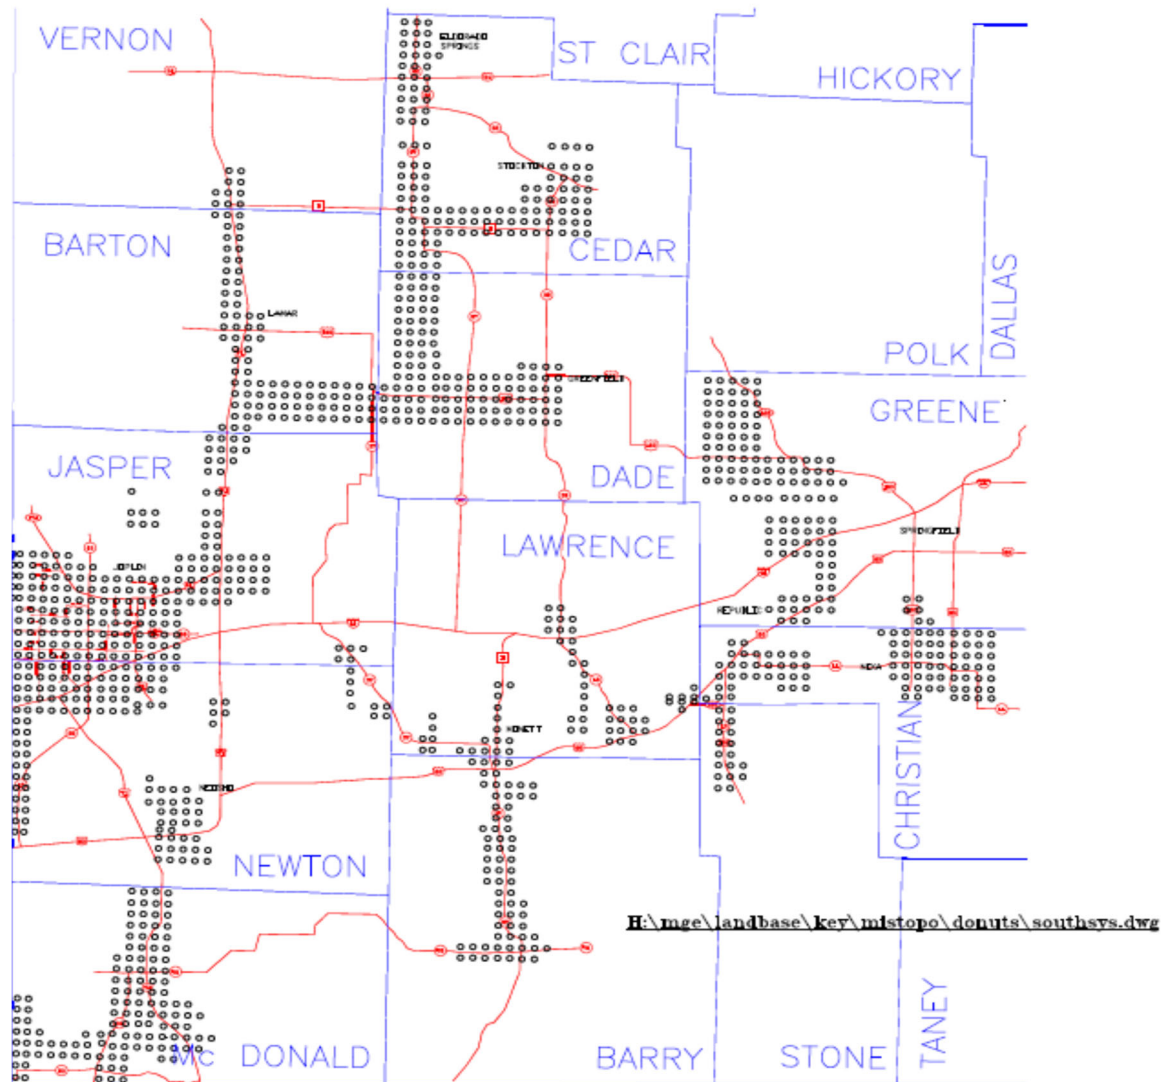 VERNON
ELDORADO
SPRINGS
ST CLAIR
HICKORY
STOCKTON
BARTON
CEDAR
DALLAS
LAMAR
POLK
GREENFIELD
GREENE
JASPER
DADE
SPRINGFIELD
LAWRENCE
JOPLIN
REPUBLIC
NIXA
MONETT
CHRISTIAN
NEOSHO
NEWTON
H:\mge\landbase\key\mistopo\donuts\southsys.dwg
TANEY
Mc DONALD
BARRY
STONE